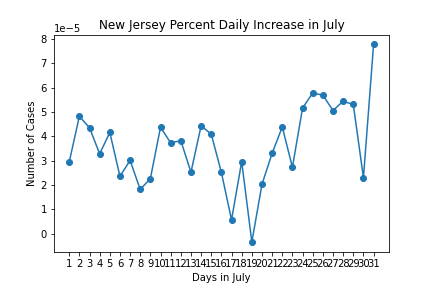 New Jersey Percent Daily Increase in July
1e−5
8
7
6
5
4
3
2
1
0
Number of Cases
1 2 3 4 5 6 7 8 9 10 11 12 13 14 15 16 17 18 19 20 21 22 23 24 25 26 27 28 29 30 31
Days in July